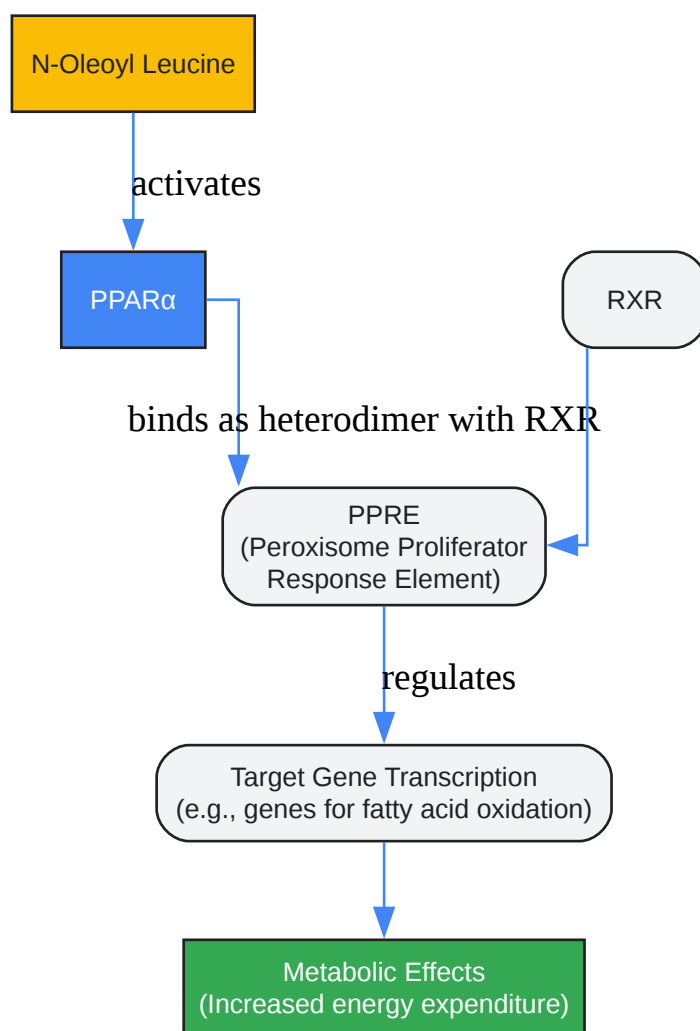 N-Oleoyl Leucine
activates
PPARα
RXR
binds as heterodimer with RXR
PPRE
(Peroxisome Proliferator
Response Element)
regulates
Target Gene Transcription
(e.g., genes for fatty acid oxidation)
Metabolic Effects
(Increased energy expenditure)